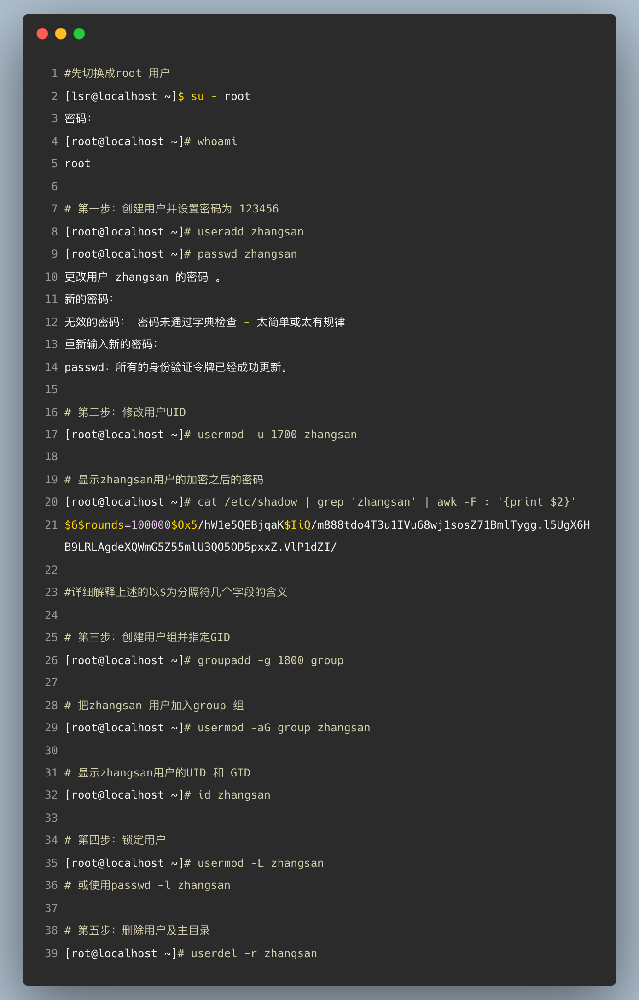 1 #先切换成root 用户
2 [lsr@localhost ~]$ su - root
3 密码：
4 [root@localhost ~]# whoami
5 root
6
7 # 第一步：创建用户并设置密码为 123456
8 [root@localhost ~]# useradd zhangsan
9 [root@localhost ~]# passwd zhangsan
10 更改用户 zhangsan 的密码 。
11 新的密码：
12 无效的密码： 密码未通过字典检查 - 太简单或太有规律
13 重新输入新的密码：
14 passwd：所有的身份验证令牌已经成功更新。
15
16 # 第二步：修改用户UID
17 [root@localhost ~]# usermod -u 1700 zhangsan
18
19 # 显示zhangsan用户的加密之后的密码
20 [root@localhost ~]# cat /etc/shadow | grep 'zhangsan' | awk -F : '{print $2}'
21 $6$rounds=100000$Ox5/hW1e5QEBjqaK$IiQ/m888tdo4T3u1IVu68wj1sosZ71BmlTygg.l5UgX6H
B9LRLAgdeXQWmG5Z55mlU3QO5OD5pxxZ.VlP1dZI/
22
23 #详细解释上述的以$为分隔符几个字段的含义
24
25 # 第三步：创建用户组并指定GID
26 [root@localhost ~]# groupadd -g 1800 group
27
28 # 把zhangsan 用户加入group 组
29 [root@localhost ~]# usermod -aG group zhangsan
30
31 # 显示zhangsan用户的UID 和 GID
32 [root@localhost ~]# id zhangsan
33
34 # 第四步：锁定用户
35 [root@localhost ~]# usermod -L zhangsan
36 # 或使用passwd -l zhangsan
37
38 # 第五步：删除用户及主目录
39 [rot@localhost ~]# userdel -r zhangsan